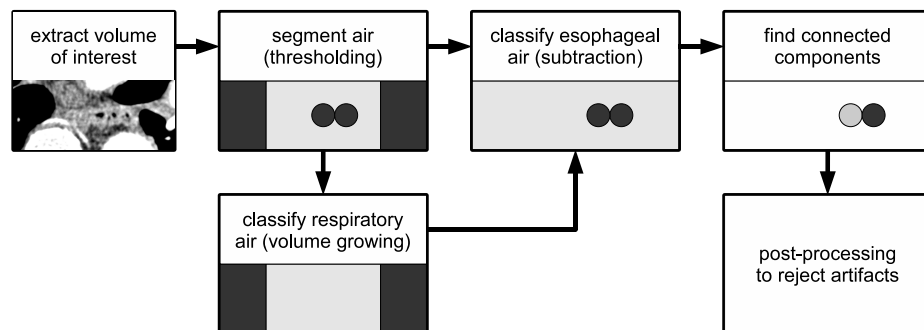 extract volume
of interest
segment air
(thresholding)
classify esophageal
air (subtraction)
find connected
components
classify respiratory
air (volume growing)
post-processing
to reject artifacts